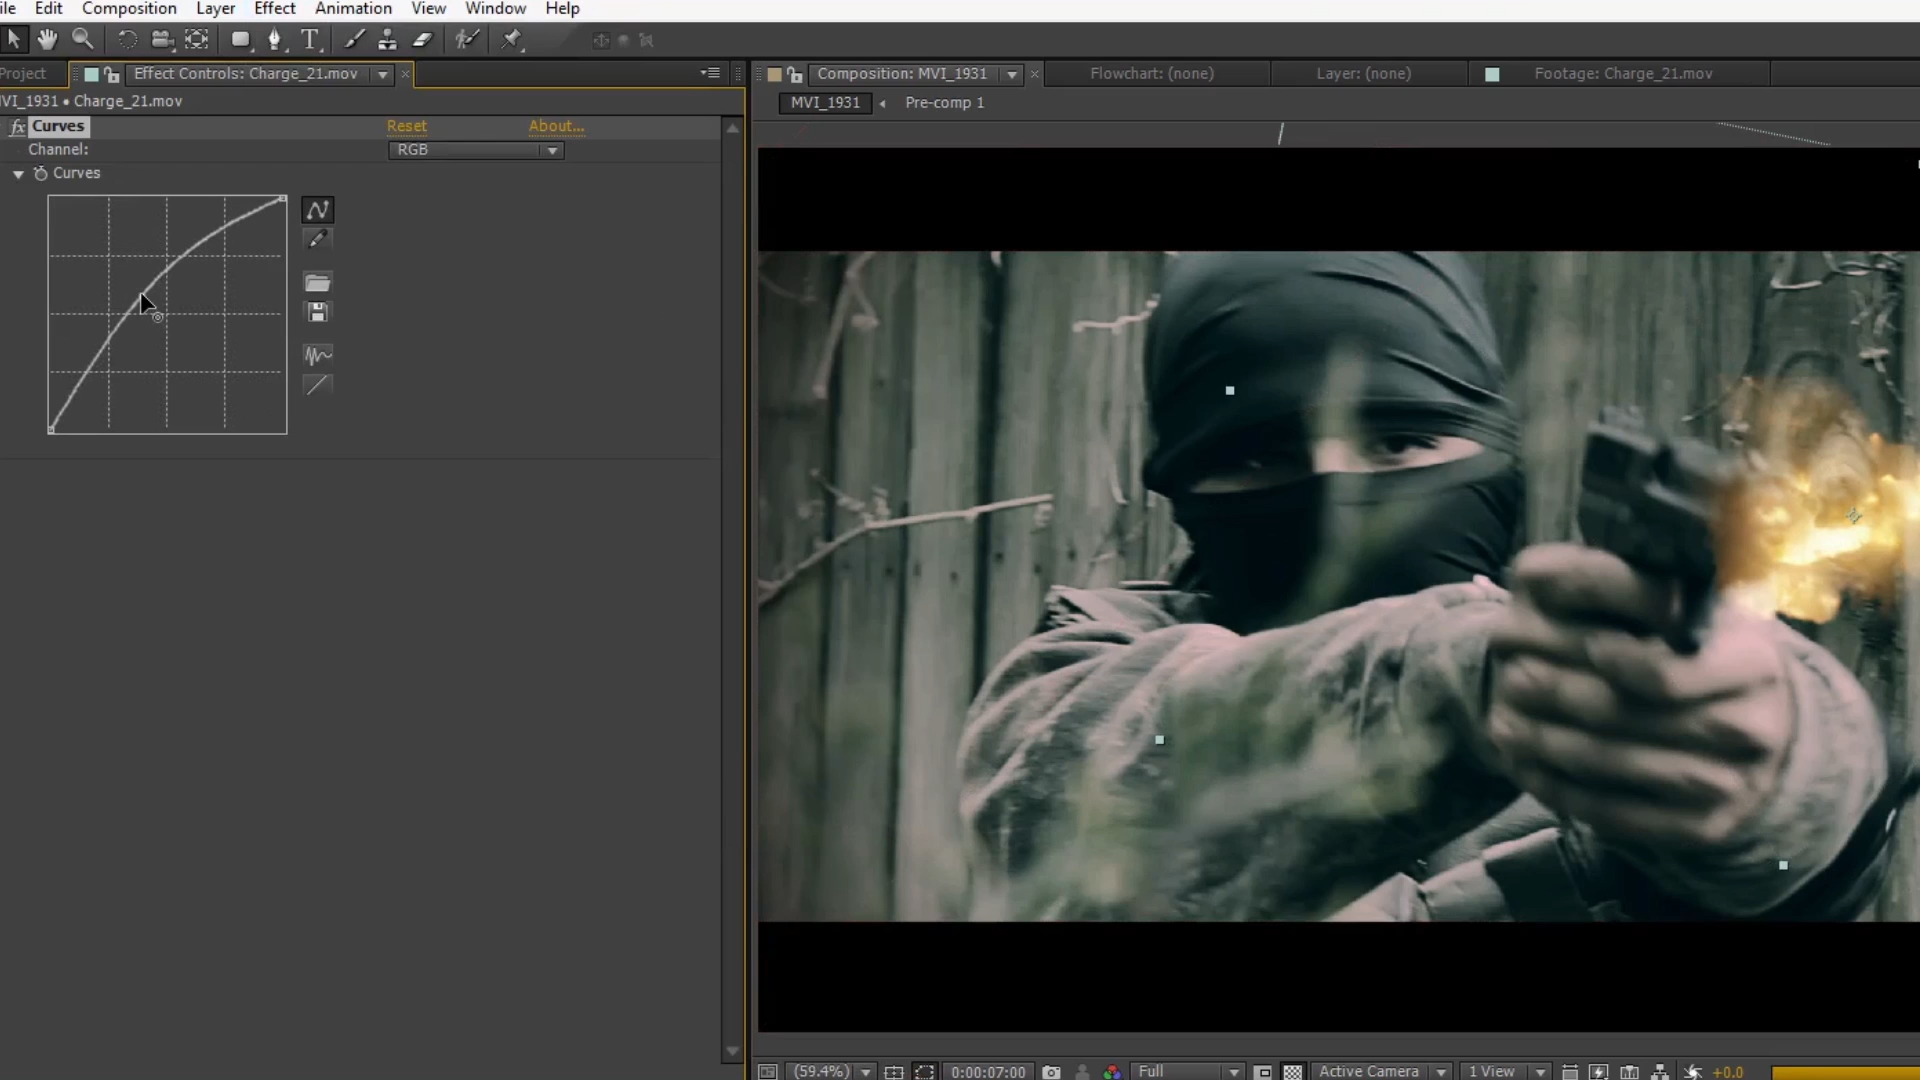 ile Edit Composition Layer Effect Animation View Window Help
Project Effect Controls: Charge_21.mov
Composition: MVI_1931 Flowchart: (none) Layer: (none) Footage: Charge_21.mov
VI_1931 • Charge_21.mov
MVI_1931 Pre-comp 1
fx Curves Reset About...
Channel: RGB
Curves
(59.4%) 0:00:07:00 Full Active Camera 1 View +0.0